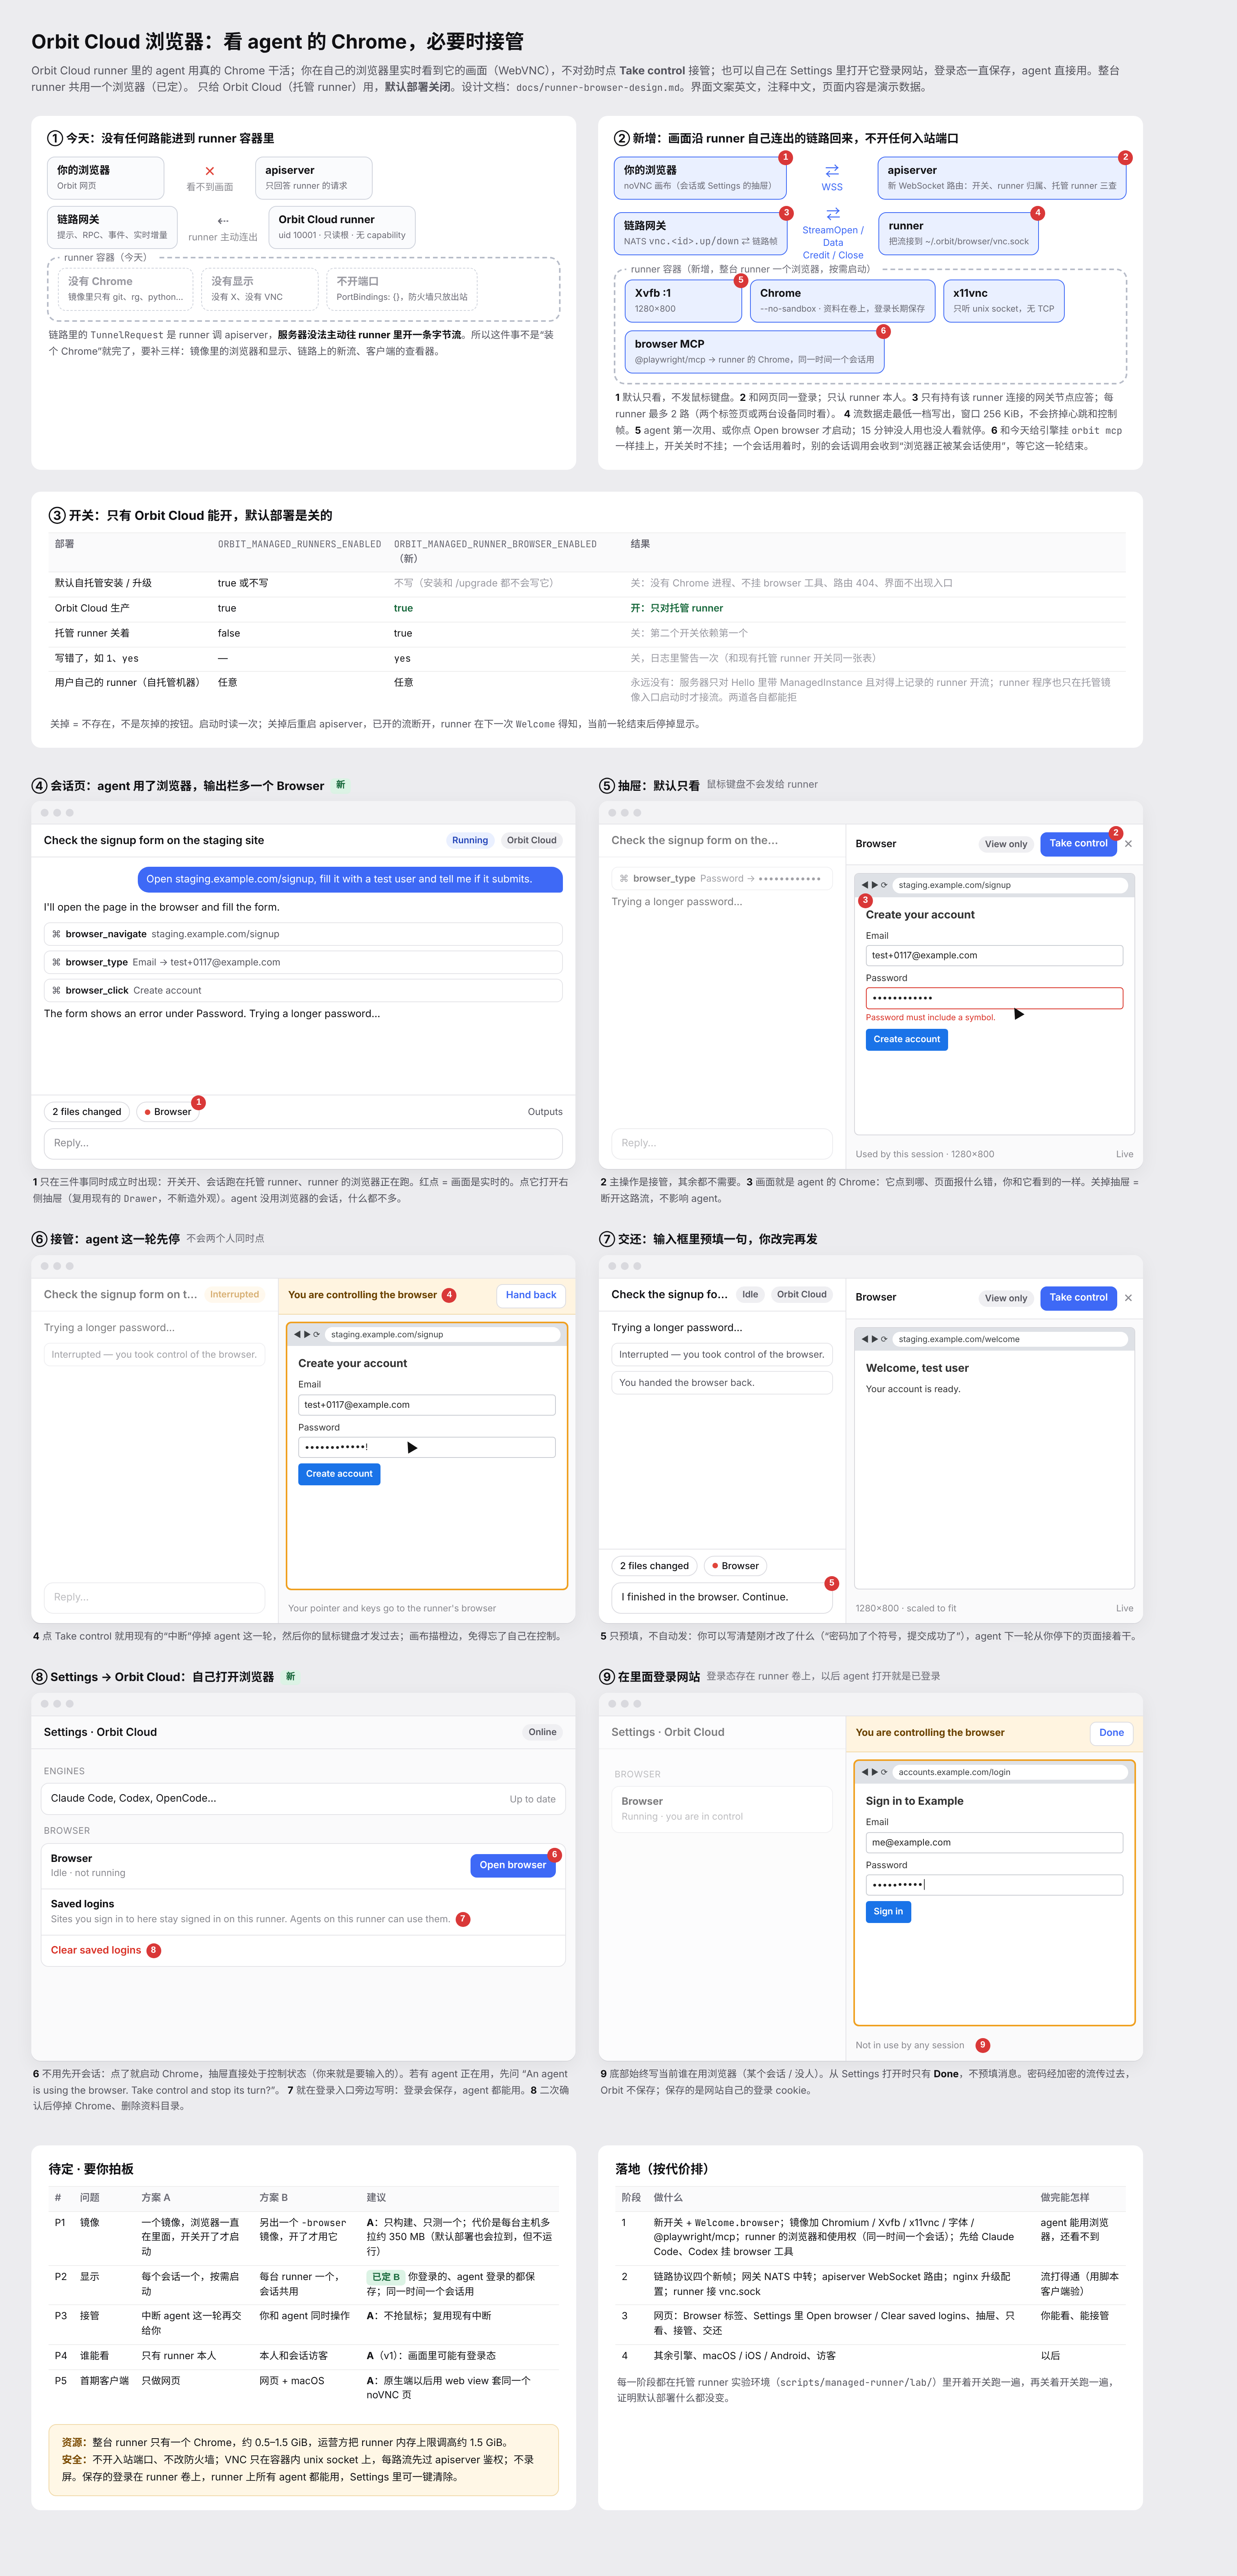 Orbit Cloud 浏览器：看 agent 的 Chrome，必要时接管
Orbit Cloud runner 里的 agent 用真的 Chrome 干活；你在自己的浏览器里实时看到它的画面（WebVNC），不对劲时点 Take control 接管；也可以自己在 Settings 里打开它登录网站，登录态一直保存，agent 直接用。整台
runner 共用一个浏览器（已定）。 只给 Orbit Cloud（托管 runner）用，默认部署关闭。设计文档：docs/runner-browser-design.md。界面文案英文，注释中文，页面内容是演示数据。
① 今天：没有任何路能进到 runner 容器里
你的浏览器
Orbit 网页
✕
看不到画面
apiserver
只回答 runner 的请求
链路网关
提示、RPC、事件、实时增量
⇠
runner 主动连出
Orbit Cloud runner
uid 10001 · 只读根 · 无 capability
runner 容器（今天）
没有 Chrome
镜像里只有 git、rg、python…
没有显示
没有 X、没有 VNC
不开端口
PortBindings: {}，防火墙只放出站
链路里的 TunnelRequest 是 runner 调 apiserver，服务器没法主动往 runner 里开一条字节流。所以这件事不是“装
个 Chrome”就完了，要补三样：镜像里的浏览器和显示、链路上的新流、客户端的查看器。
② 新增：画面沿 runner 自己连出的链路回来，不开任何入站端口
你的浏览器
noVNC 画布（会话或 Settings 的抽屉）
1
⇄
WSS
apiserver
新 WebSocket 路由：开关、runner 归属、托管 runner 三查
2
链路网关
NATS vnc.<id>.up/down ⇄ 链路帧
3
⇄
StreamOpen /
Data
Credit / Close
runner
把流接到 ~/.orbit/browser/vnc.sock
4
runner 容器（新增，整台 runner 一个浏览器，按需启动）
Xvfb :1
1280×800
5
Chrome
--no-sandbox · 资料在卷上，登录长期保存
x11vnc
只听 unix socket，无 TCP
browser MCP
@playwright/mcp → runner 的 Chrome，同一时间一个会话用
6
1 默认只看，不发鼠标键盘。2 和网页同一登录；只认 runner 本人。3 只有持有该 runner 连接的网关节点应答；每
runner 最多 2 路（两个标签页或两台设备同时看）。 4 流数据走最低一档写出，窗口 256 KiB，不会挤掉心跳和控制
帧。5 agent 第一次用、或你点 Open browser 才启动；15 分钟没人用也没人看就停。6 和今天给引擎挂 orbit mcp
一样挂上，开关关时不挂；一个会话用着时，别的会话调用会收到“浏览器正被某会话使用”，等它这一轮结束。
③ 开关：只有 Orbit Cloud 能开，默认部署是关的
部署
ORBIT_MANAGED_RUNNERS_ENABLED
ORBIT_MANAGED_RUNNER_BROWSER_ENABLED
（新）
结果
默认自托管安装 / 升级
true 或不写
不写（安装和 /upgrade 都不会写它）
关：没有 Chrome 进程、不挂 browser 工具、路由 404、界面不出现入口
Orbit Cloud 生产
true
true
开：只对托管 runner
托管 runner 关着
false
true
关：第二个开关依赖第一个
写错了，如 1、yes
—
yes
关，日志里警告一次（和现有托管 runner 开关同一张表）
用户自己的 runner（自托管机器）
任意
任意
永远没有：服务器只对 Hello 里带 ManagedInstance 且对得上记录的 runner 开流；runner 程序也只在托管镜
像入口启动时才接流。两道各自都能拒
关掉 = 不存在，不是灰掉的按钮。启动时读一次；关掉后重启 apiserver，已开的流断开，runner 在下一次 Welcome 得知，当前一轮结束后停掉显示。
④ 会话页：agent 用了浏览器，输出栏多一个 Browser 新
Check the signup form on the staging site
Running
Orbit Cloud
Open staging.example.com/signup, fill it with a test user and tell me if it submits.
I'll open the page in the browser and fill the form.
⌘ browser_navigate staging.example.com/signup
⌘ browser_type Email → test+0117@example.com
⌘ browser_click Create account
The form shows an error under Password. Trying a longer password…
2 files changed
Browser
1
Outputs
Reply…
1 只在三件事同时成立时出现：开关开、会话跑在托管 runner、runner 的浏览器正在跑。红点 = 画面是实时的。点它打开右
侧抽屉（复用现有的 Drawer，不新造外观）。agent 没用浏览器的会话，什么都不多。
⑤ 抽屉：默认只看 鼠标键盘不会发给 runner
Check the signup form on the…
⌘ browser_type Password → ••••••••••••
Trying a longer password…
Reply…
Browser
View only
Take control
2
✕
◀ ▶ ⟳ staging.example.com/signup
3
Create your account
Email
test+0117@example.com
Password
••••••••••••
Password must include a symbol.
Create account
Used by this session · 1280×800
Live
2 主操作是接管，其余都不需要。3 画面就是 agent 的 Chrome：它点到哪、页面报什么错，你和它看到的一样。关掉抽屉 =
断开这路流，不影响 agent。
⑥ 接管：agent 这一轮先停 不会两个人同时点
Check the signup form on t…
Interrupted
Trying a longer password…
Interrupted — you took control of the browser.
Reply…
You are controlling the browser 4
Hand back
◀ ▶ ⟳ staging.example.com/signup
Create your account
Email
test+0117@example.com
Password
••••••••••••!
Create account
Your pointer and keys go to the runner's browser
4 点 Take control 就用现有的“中断”停掉 agent 这一轮，然后你的鼠标键盘才发过去；画布描橙边，免得忘了自己在控制。
⑦ 交还：输入框里预填一句，你改完再发
Check the signup fo…
Idle
Orbit Cloud
Trying a longer password…
Interrupted — you took control of the browser.
You handed the browser back.
2 files changed
Browser
I finished in the browser. Continue.
5
Browser
View only
Take control
✕
◀ ▶ ⟳ staging.example.com/welcome
Welcome, test user
Your account is ready.
1280×800 · scaled to fit
Live
5 只预填，不自动发：你可以写清楚刚才改了什么（“密码加了个符号，提交成功了”），agent 下一轮从你停下的页面接着干。
⑧ Settings → Orbit Cloud：自己打开浏览器 新
Settings · Orbit Cloud
Online
ENGINES
Claude Code, Codex, OpenCode…
Up to date
BROWSER
Browser
Idle · not running
Open browser
6
Saved logins
Sites you sign in to here stay signed in on this runner. Agents on this runner can use them. 7
Clear saved logins 8
6 不用先开会话：点了就启动 Chrome，抽屉直接处于控制状态（你来就是要输入的）。若有 agent 正在用，先问 “An agent
is using the browser. Take control and stop its turn?”。 7 就在登录入口旁边写明：登录会保存，agent 都能用。8 二次确
认后停掉 Chrome、删除资料目录。
⑨ 在里面登录网站 登录态存在 runner 卷上，以后 agent 打开就是已登录
Settings · Orbit Cloud
BROWSER
Browser
Running · you are in control
You are controlling the browser
Done
◀ ▶ ⟳ accounts.example.com/login
Sign in to Example
Email
me@example.com
Password
••••••••••
Sign in
Not in use by any session 9
9 底部始终写当前谁在用浏览器（某个会话 / 没人）。从 Settings 打开时只有 Done，不预填消息。密码经加密的流传过去，
Orbit 不保存；保存的是网站自己的登录 cookie。
待定 · 要你拍板
#
问题
方案 A
方案 B
建议
P1
镜像
一个镜像，浏览器一直
在里面，开关开了才启
动
另出一个 -browser
镜像，开了才用它
A：只构建、只测一个；代价是每台主机多
拉约 350 MB（默认部署也会拉到，但不运
行）
P2
显示
每个会话一个，按需启
动
每台 runner 一个，
会话共用
已定 B 你登录的、agent 登录的都保
存；同一时间一个会话用
P3
接管
中断 agent 这一轮再交
给你
你和 agent 同时操作
A：不抢鼠标；复用现有中断
P4
谁能看
只有 runner 本人
本人和会话访客
A（v1）：画面里可能有登录态
P5
首期客户端
只做网页
网页 + macOS
A：原生端以后用 web view 套同一个
noVNC 页
资源：整台 runner 只有一个 Chrome，约 0.5–1.5 GiB，运营方把 runner 内存上限调高约 1.5 GiB。
安全：不开入站端口、不改防火墙；VNC 只在容器内 unix socket 上，每路流先过 apiserver 鉴权；不录
屏。保存的登录在 runner 卷上，runner 上所有 agent 都能用，Settings 里可一键清除。
落地（按代价排）
阶段
做什么
做完能怎样
1
新开关 + Welcome.browser；镜像加 Chromium / Xvfb / x11vnc / 字体 /
@playwright/mcp；runner 的浏览器和使用权（同一时间一个会话）；先给 Claude
Code、Codex 挂 browser 工具
agent 能用浏览
器，还看不到
2
链路协议四个新帧；网关 NATS 中转；apiserver WebSocket 路由；nginx 升级配
置；runner 接 vnc.sock
流打得通（用脚本
客户端验）
3
网页：Browser 标签、Settings 里 Open browser / Clear saved logins、抽屉、只
看、接管、交还
你能看、能接管
4
其余引擎、macOS / iOS / Android、访客
以后
每一阶段都在托管 runner 实验环境（scripts/managed-runner/lab/）里开着开关跑一遍，再关着开关跑一遍，
证明默认部署什么都没变。